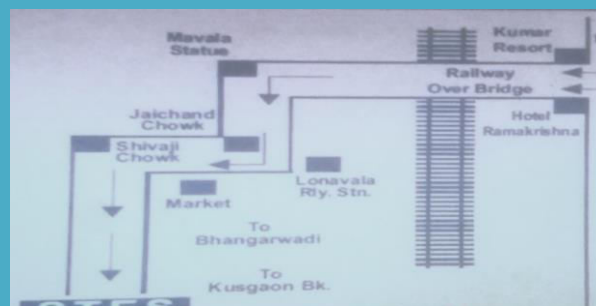 Mavala
Statue
Kumar
Resort
Railway
Over Bridge
Hotel
Ramakrishna
Jaichand
Chowk
Shivaji
Chowk
Lonavala
Rly. Stn.
Market
To
Bhangarwadi
To
Kusgaon Bk.